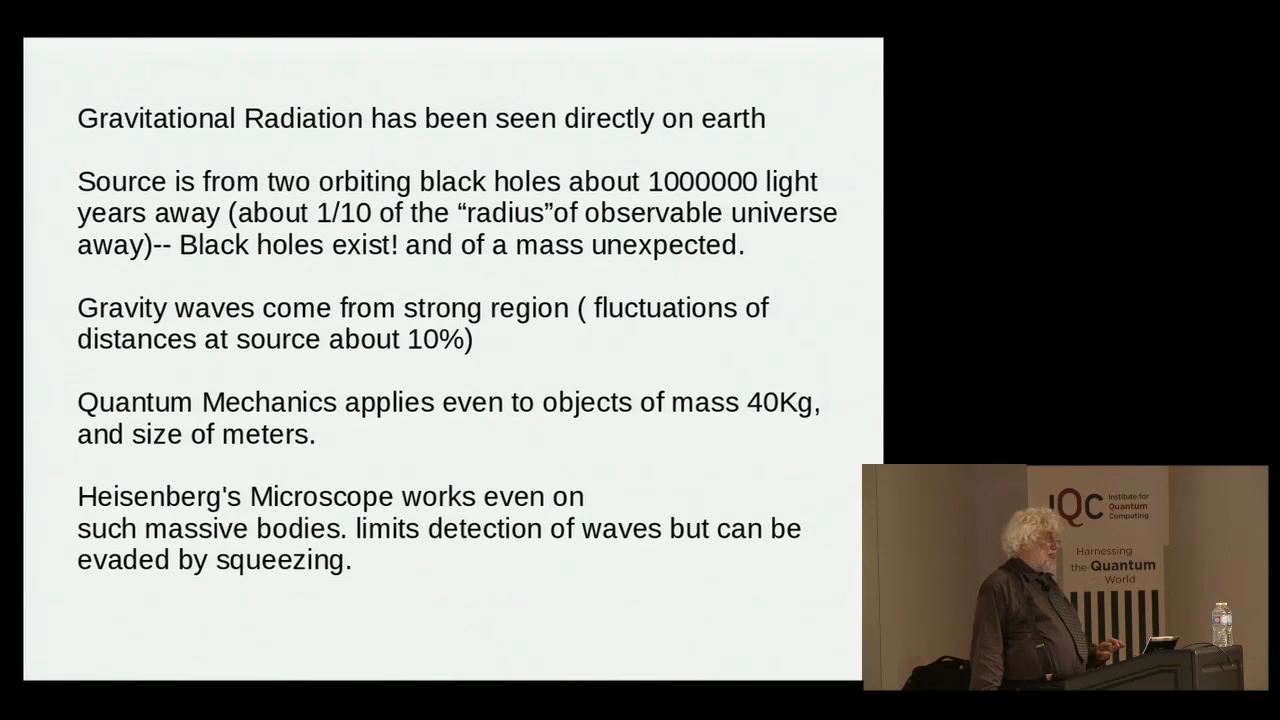 Gravitational Radiation has been seen directly on earth
Source is from two orbiting black holes about 1000000 light
years away (about 1/10 of the “radius”of observable universe
away)-- Black holes exist! and of a mass unexpected.
Gravity waves come from strong region ( fluctuations of
distances at source about 10%)
Quantum Mechanics applies even to objects of mass 40Kg,
and size of meters.
Heisenberg's Microscope works even on
such massive bodies. limits detection of waves but can be
evaded by squeezing.
IQC
Institute for
Quantum
Computing
Harnessing
the Quantum
World